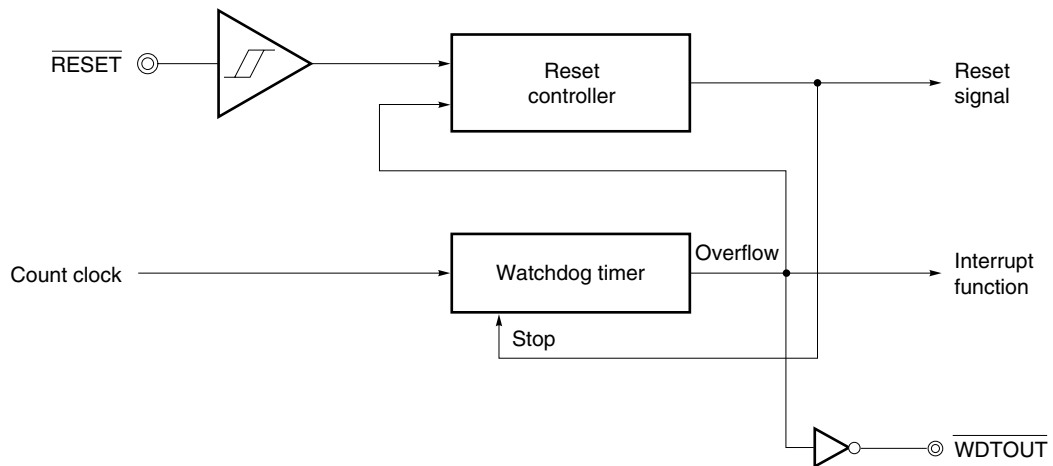 RESET
Reset
controller
Reset
signal
Count clock
Watchdog timer
Overflow
Interrupt
function
Stop
WDTOUT